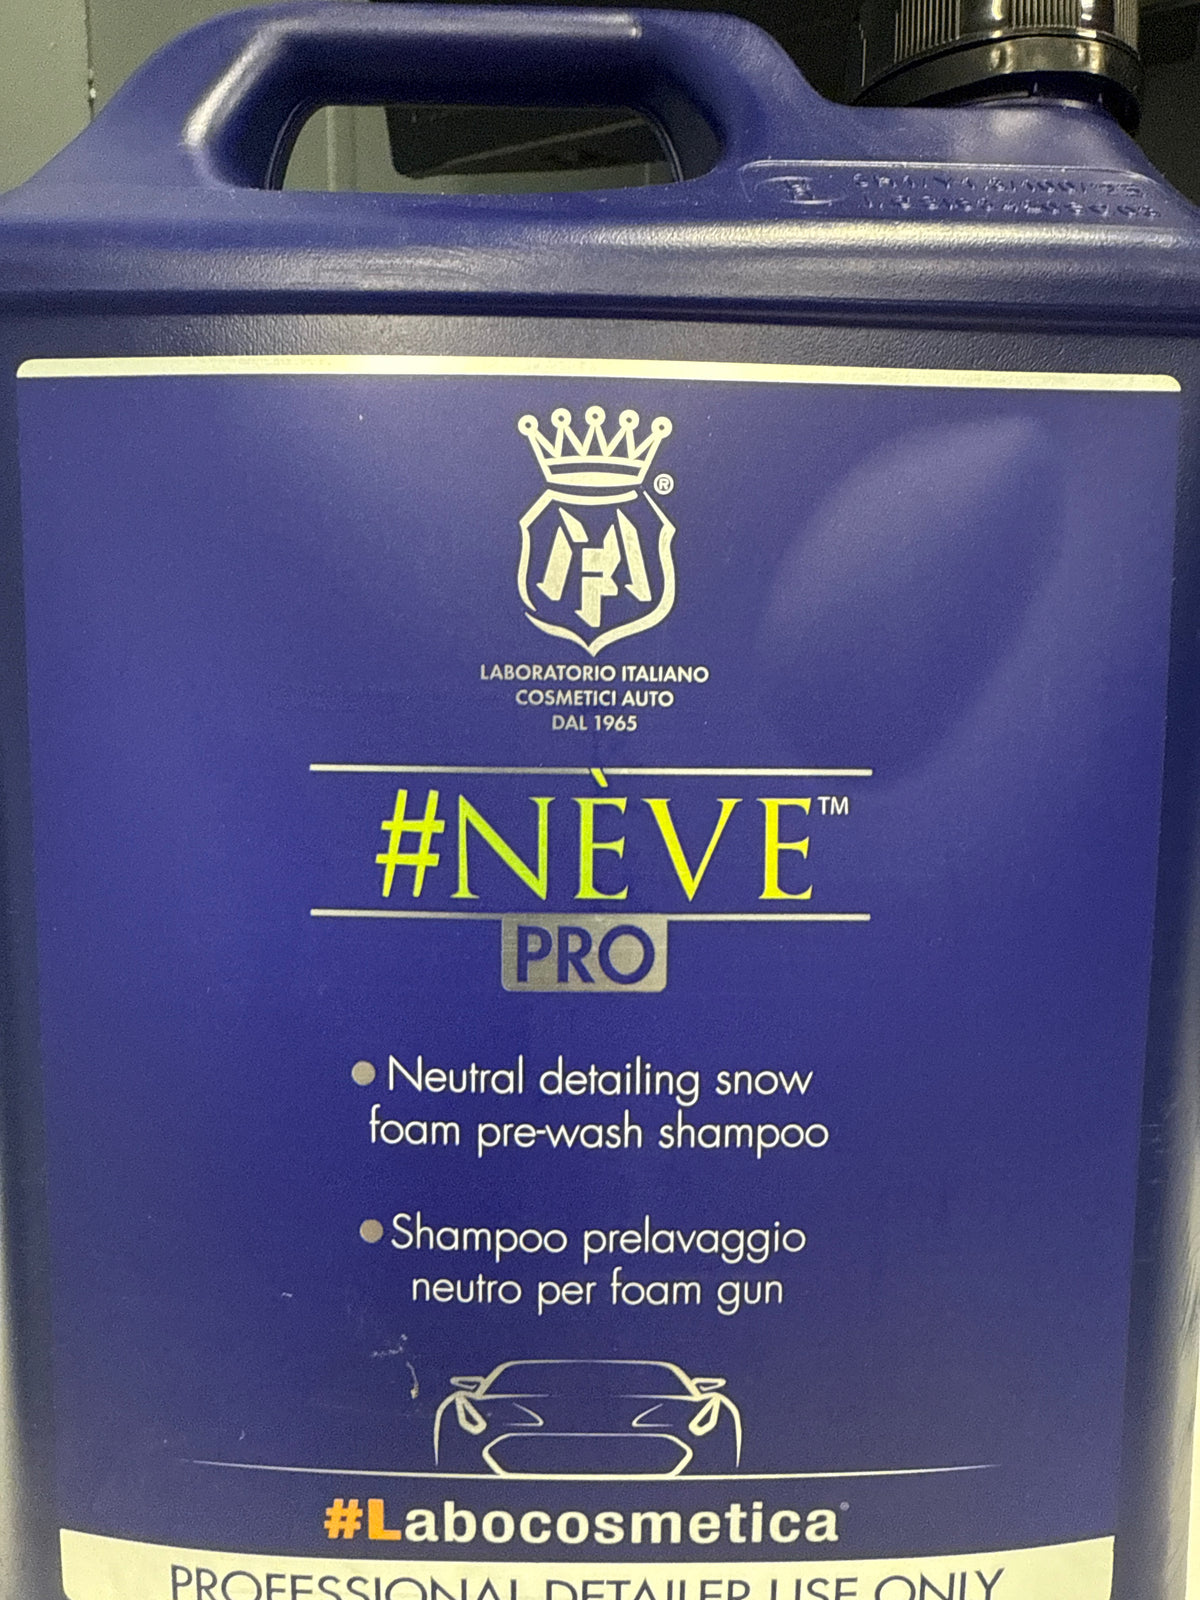 ®
LABORATORIO ITALIANO
COSMETICI AUTO
DAL 1965
#NÈVE™
PRO
• Neutral detailing snow
foam pre-wash shampoo
• Shampoo prelavaggio
neutro per foam gun
#Labocosmetica
PROFESSIONAL DETAILER USE ONLY